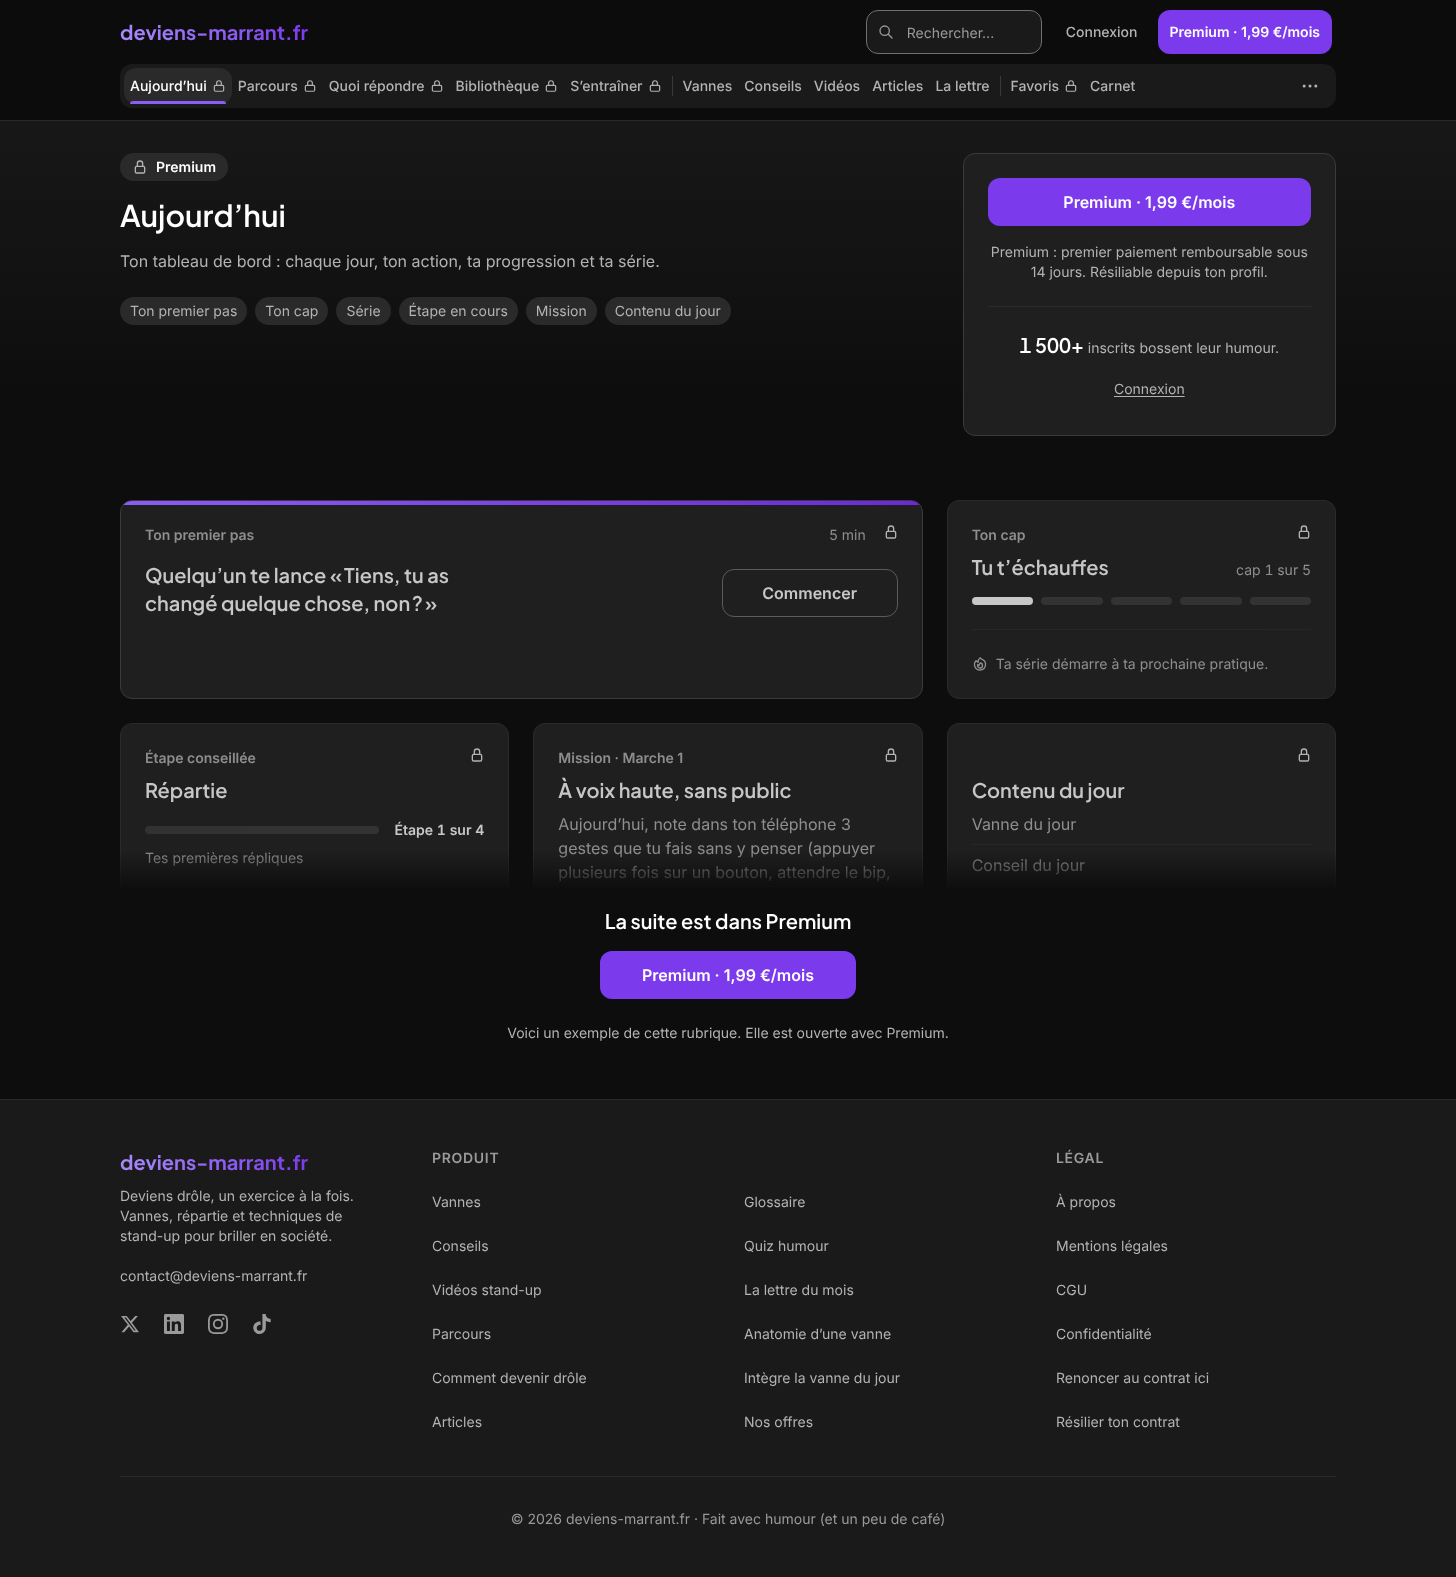 deviens-marrant.fr
Rechercher...
Connexion
Premium · 1,99 €/mois
Aujourd’hui
Parcours
Quoi répondre
Bibliothèque
S’entraîner
Vannes
Conseils
Vidéos
Articles
La lettre
Favoris
Carnet
Premium
Aujourd’hui
Ton tableau de bord : chaque jour, ton action, ta progression et ta série.
Ton premier pas
Ton cap
Série
Étape en cours
Mission
Contenu du jour
Premium · 1,99 €/mois
Premium : premier paiement remboursable sous
14 jours. Résiliable depuis ton profil.
1 500+ inscrits bossent leur humour.
Connexion
Ton premier pas
5 min
Quelqu’un te lance « Tiens, tu as
changé quelque chose, non ? »
Commencer
Ton cap
Tu t’échauffes
cap 1 sur 5
Ta série démarre à ta prochaine pratique.
Étape conseillée
Répartie
Étape 1 sur 4
Tes premières répliques
Mission · Marche 1
À voix haute, sans public
Aujourd’hui, note dans ton téléphone 3
gestes que tu fais sans y penser (appuyer
plusieurs fois sur un bouton, attendre le bip,
Contenu du jour
Vanne du jour
Conseil du jour
La suite est dans Premium
Premium · 1,99 €/mois
Voici un exemple de cette rubrique. Elle est ouverte avec Premium.
deviens-marrant.fr
Deviens drôle, un exercice à la fois.
Vannes, répartie et techniques de
stand-up pour briller en société.
contact@deviens-marrant.fr
PRODUIT
Vannes
Conseils
Vidéos stand-up
Parcours
Comment devenir drôle
Articles
Glossaire
Quiz humour
La lettre du mois
Anatomie d’une vanne
Intègre la vanne du jour
Nos offres
LÉGAL
À propos
Mentions légales
CGU
Confidentialité
Renoncer au contrat ici
Résilier ton contrat
© 2026 deviens-marrant.fr · Fait avec humour (et un peu de café)